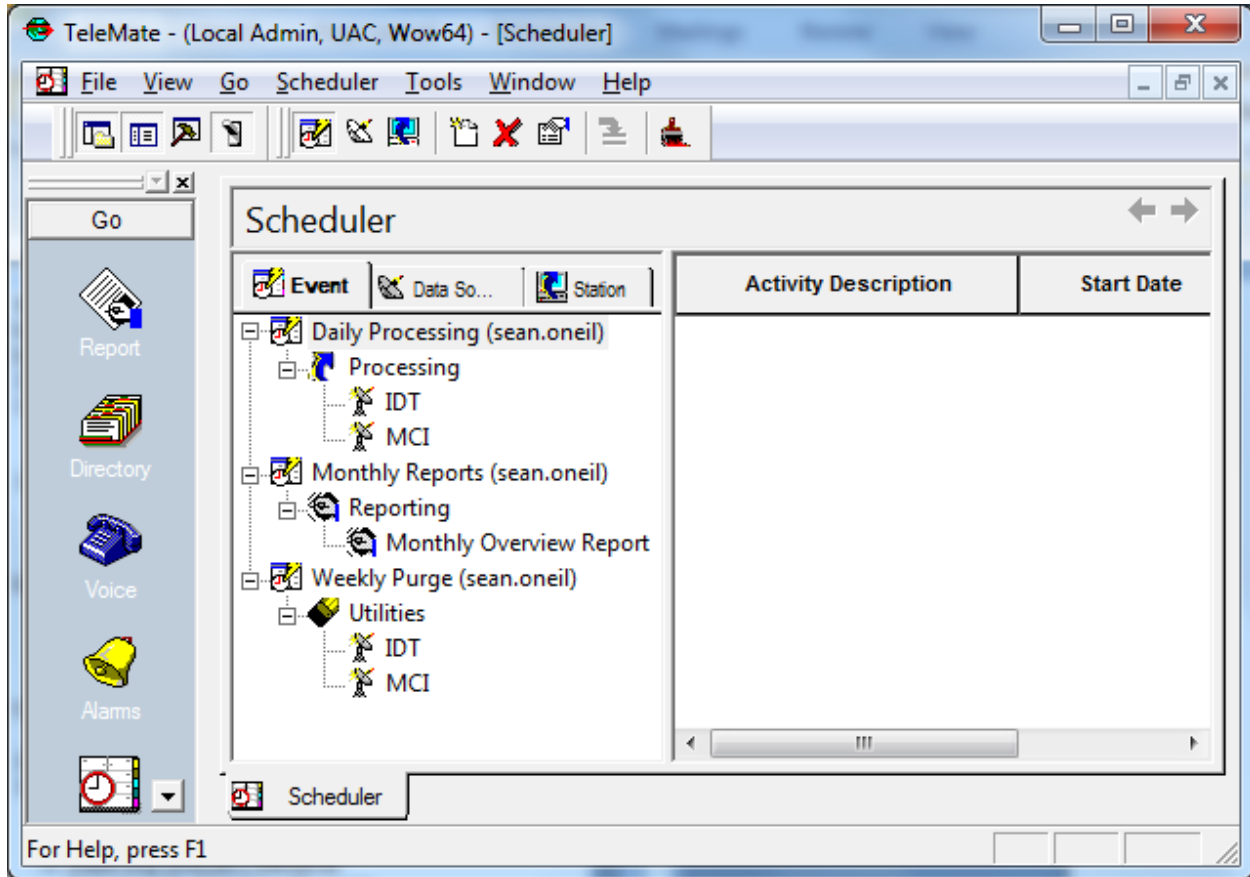 TeleMate - (Local Admin, UAC, Wow64) - [Scheduler]
File View Go Scheduler Tools Window Help
Go
Report
Directory
Voice
Alarms
Scheduler
Event
Data So...
Station
Daily Processing (sean.oneil)
Processing
IDT
MCI
Monthly Reports (sean.oneil)
Reporting
Monthly Overview Report
Weekly Purge (sean.oneil)
Utilities
IDT
MCI
Activity Description
Start Date
Scheduler
For Help, press F1